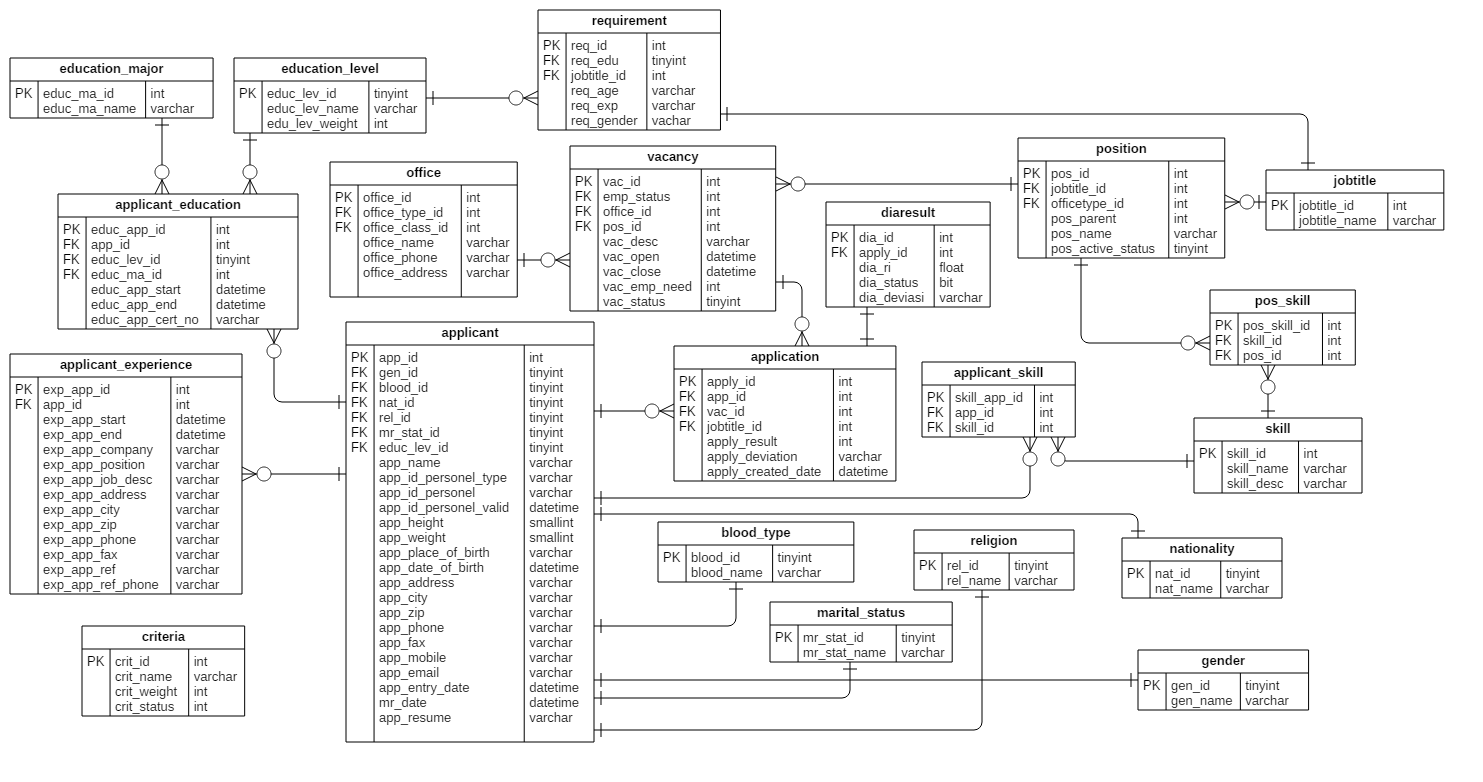 requirement
PK req_id int
FK req_edu tinyint
FK jobtitle_id int
req_age varchar
req_exp varchar
req_gender vachar
education_major
PK educ_ma_id int
educ_ma_name varchar
education_level
PK educ_lev_id tinyint
educ_lev_name varchar
edu_lev_weight int
vacancy
PK vac_id int
FK emp_status int
FK office_id int
FK pos_id int
vac_desc varchar
vac_open datetime
vac_close datetime
vac_emp_need int
vac_status tinyint
position
PK pos_id int
FK jobtitle_id int
FK officetype_id int
pos_parent int
pos_name varchar
pos_active_status tinyint
jobtitle
PK jobtitle_id int
jobtitle_name varchar
office
PK office_id int
FK office_type_id int
FK office_class_id int
office_name varchar
office_phone varchar
office_address varchar
applicant_education
PK educ_app_id int
FK app_id int
FK educ_lev_id tinyint
FK educ_ma_id int
educ_app_start datetime
educ_app_end datetime
educ_app_cert_no varchar
diaresult
PK dia_id int
FK apply_id int
dia_ri float
dia_status bit
dia_deviasi varchar
pos_skill
PK pos_skill_id int
FK skill_id int
FK pos_id int
applicant
PK app_id int
FK gen_id tinyint
FK blood_id tinyint
FK nat_id tinyint
FK rel_id tinyint
FK mr_stat_id tinyint
FK educ_lev_id tinyint
app_name varchar
app_id_personel_type varchar
app_id_personel varchar
app_id_personel_valid datetime
app_height smallint
app_weight smallint
app_place_of_birth varchar
app_date_of_birth datetime
app_address varchar
app_city varchar
app_zip varchar
app_phone varchar
app_fax varchar
app_mobile varchar
app_email varchar
app_entry_date datetime
mr_date datetime
app_resume varchar
application
PK apply_id int
FK app_id int
FK vac_id int
FK jobtitle_id int
apply_result int
apply_deviation varchar
apply_created_date datetime
applicant_experience
PK exp_app_id int
FK app_id int
exp_app_start datetime
exp_app_end datetime
exp_app_company varchar
exp_app_position varchar
exp_app_job_desc varchar
exp_app_address varchar
exp_app_city varchar
exp_app_zip varchar
exp_app_phone varchar
exp_app_fax varchar
exp_app_ref varchar
exp_app_ref_phone varchar
applicant_skill
PK skill_app_id int
FK app_id int
FK skill_id int
skill
PK skill_id int
skill_name varchar
skill_desc varchar
blood_type
PK blood_id tinyint
blood_name varchar
religion
PK rel_id tinyint
rel_name varchar
nationality
PK nat_id tinyint
nat_name varchar
marital_status
PK mr_stat_id tinyint
mr_stat_name varchar
criteria
PK crit_id int
crit_name varchar
crit_weight int
crit_status int
gender
PK gen_id tinyint
gen_name varchar